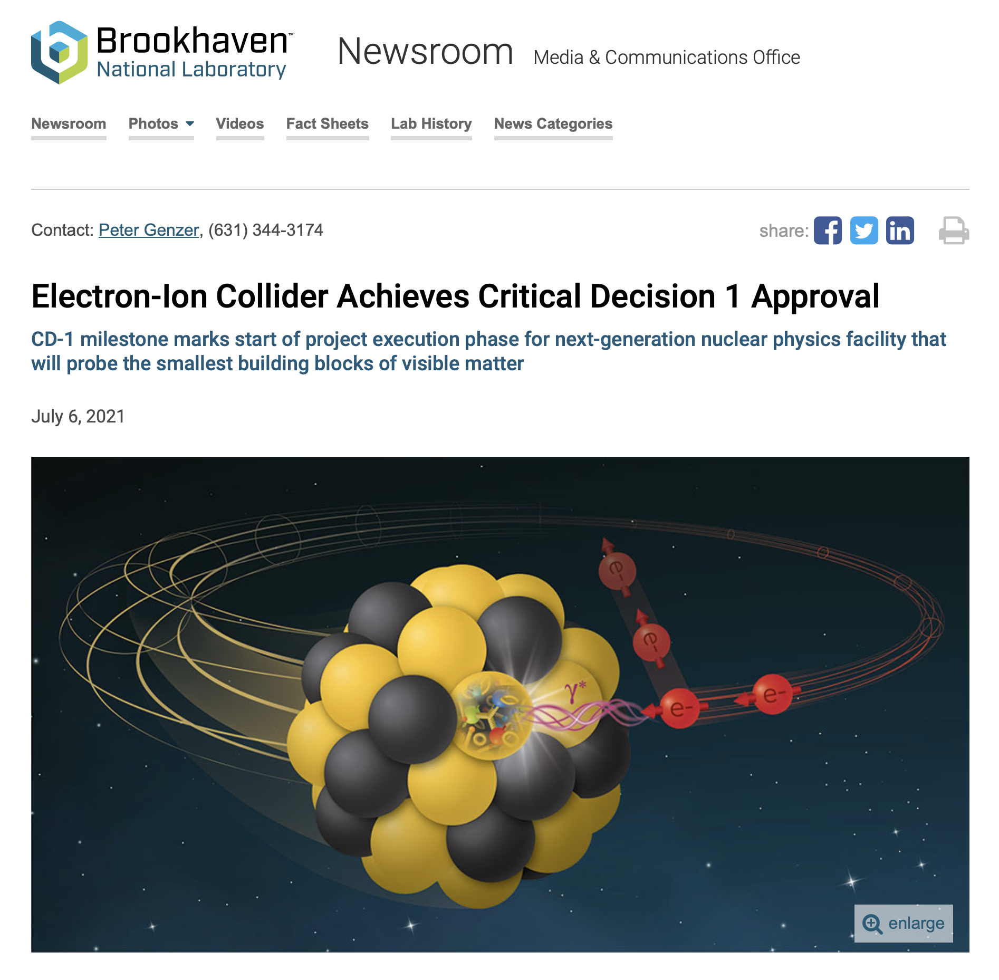 Brookhaven™
National Laboratory
Newsroom Media & Communications Office
Newsroom Photos Videos Fact Sheets Lab History News Categories
Contact: Peter Genzer, (631) 344-3174
share:
Electron-Ion Collider Achieves Critical Decision 1 Approval
CD-1 milestone marks start of project execution phase for next-generation nuclear physics facility that
will probe the smallest building blocks of visible matter
July 6, 2021
e-
e-
γ*
e-
e-
enlarge